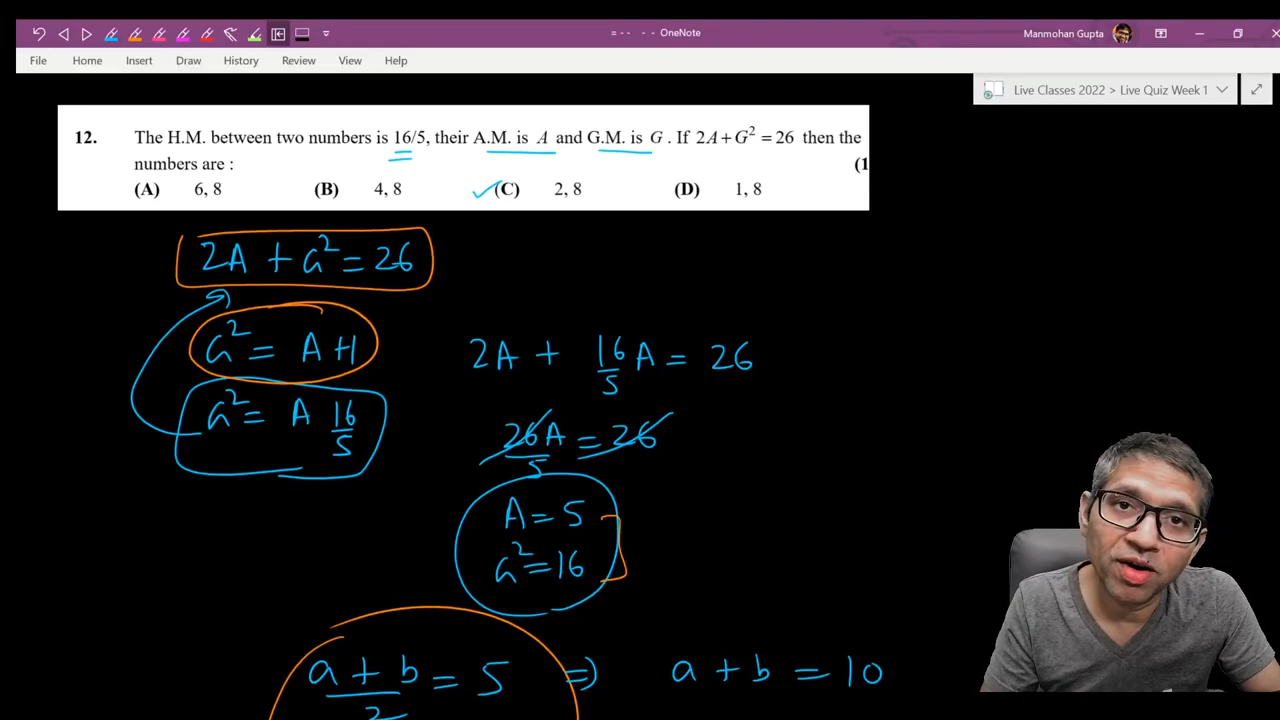 = -- - - OneNote
Manmohan Gupta
File Home Insert Draw History Review View Help
Live Classes 2022 > Live Quiz Week 1
12. The H.M. between two numbers is 16/5, their A.M. is A and G.M. is G. If 2A+G²=26 then the
numbers are : (1
(A) 6, 8 (B) 4, 8 (C) 2, 8 (D) 1, 8
2A + G² = 26
G² = AH
2A + 16/5 A = 26
G² = A 16/5
26A/5 = 26
A = 5
G² = 16
a + b / 2 = 5 ⇒ a + b = 10